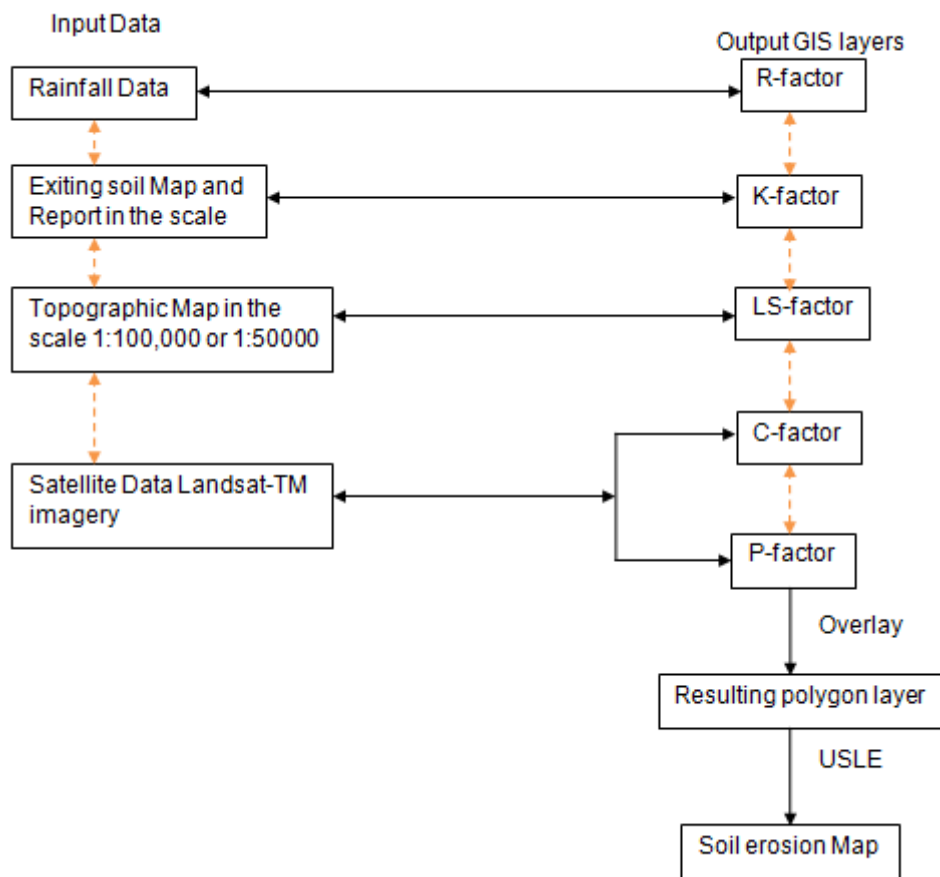 Input Data
Output GIS layers
Rainfall Data
R-factor
Exiting soil Map and
Report in the scale
K-factor
Topographic Map in the
scale 1:100,000 or 1:50000
LS-factor
C-factor
Satellite Data Landsat-TM
imagery
P-factor
Overlay
Resulting polygon layer
USLE
Soil erosion Map